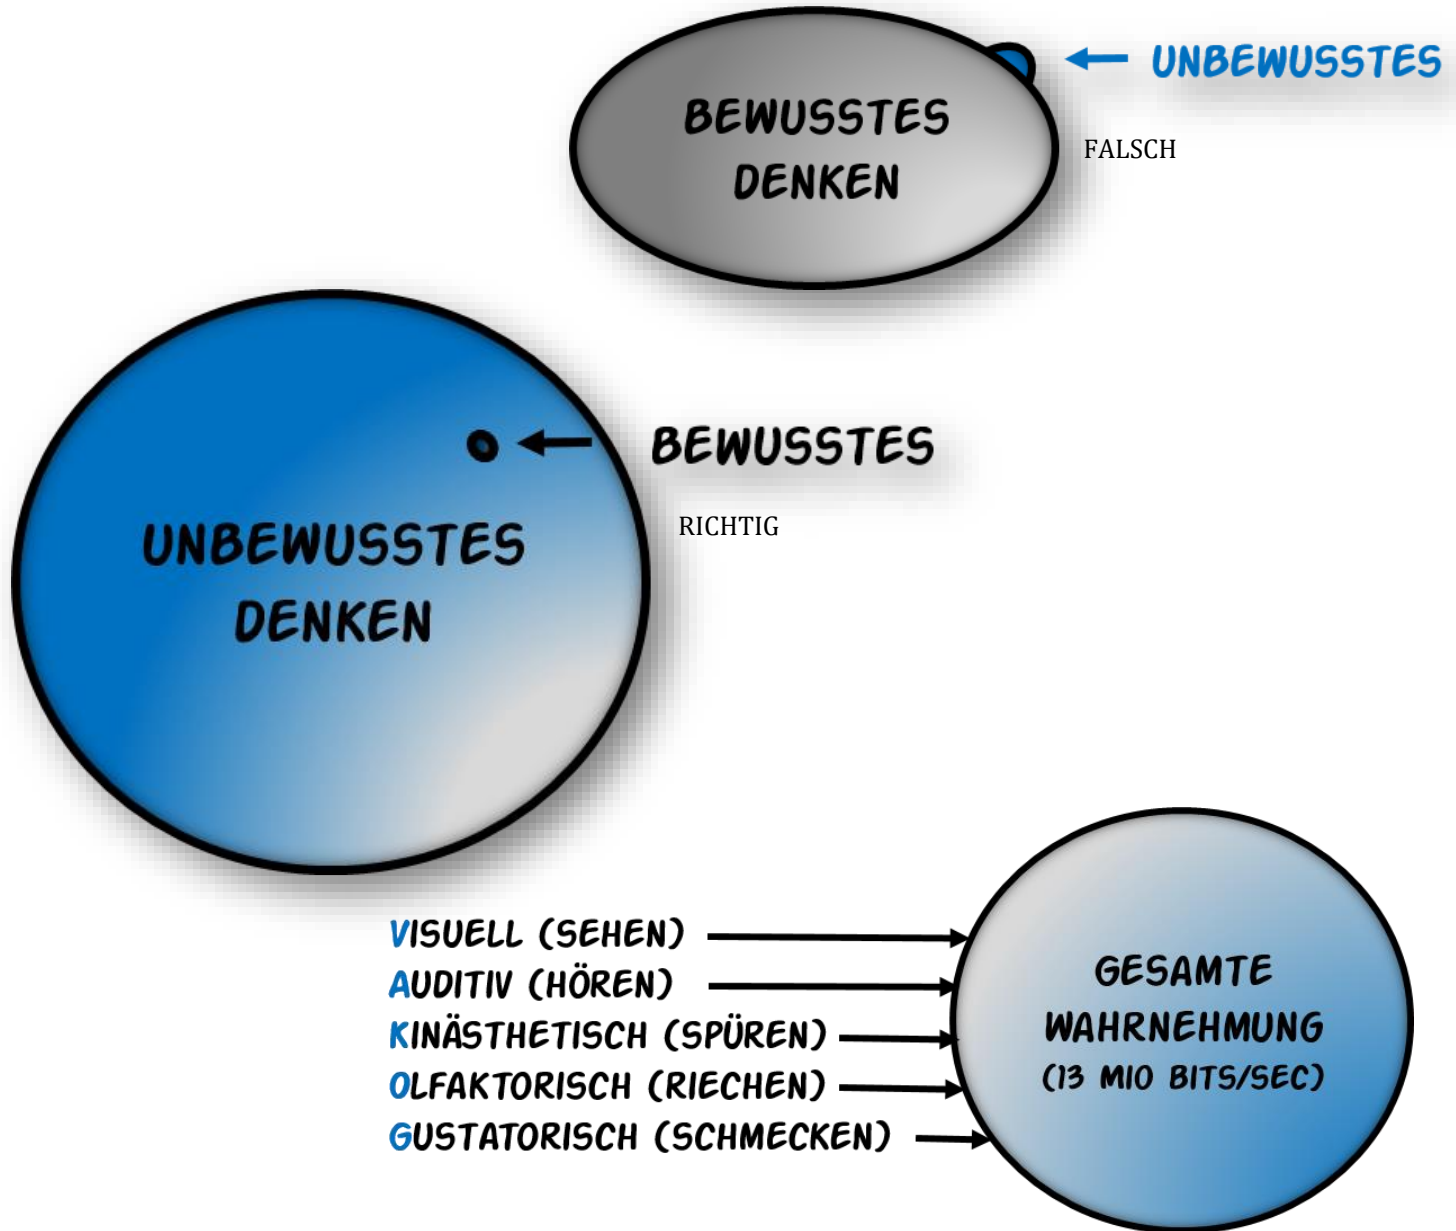 UNBEWUSSTES
BEWUSSTES
DENKEN
FALSCH
BEWUSSTES
RICHTIG
UNBEWUSSTES
DENKEN
VISUELL (SEHEN)
AUDITIV (HÖREN)
KINÄSTHETISCH (SPÜREN)
OLFAKTORISCH (RIECHEN)
GUSTATORISCH (SCHMECKEN)
GESAMTE
WAHRNEHMUNG
(13 MIO BITS/SEC)